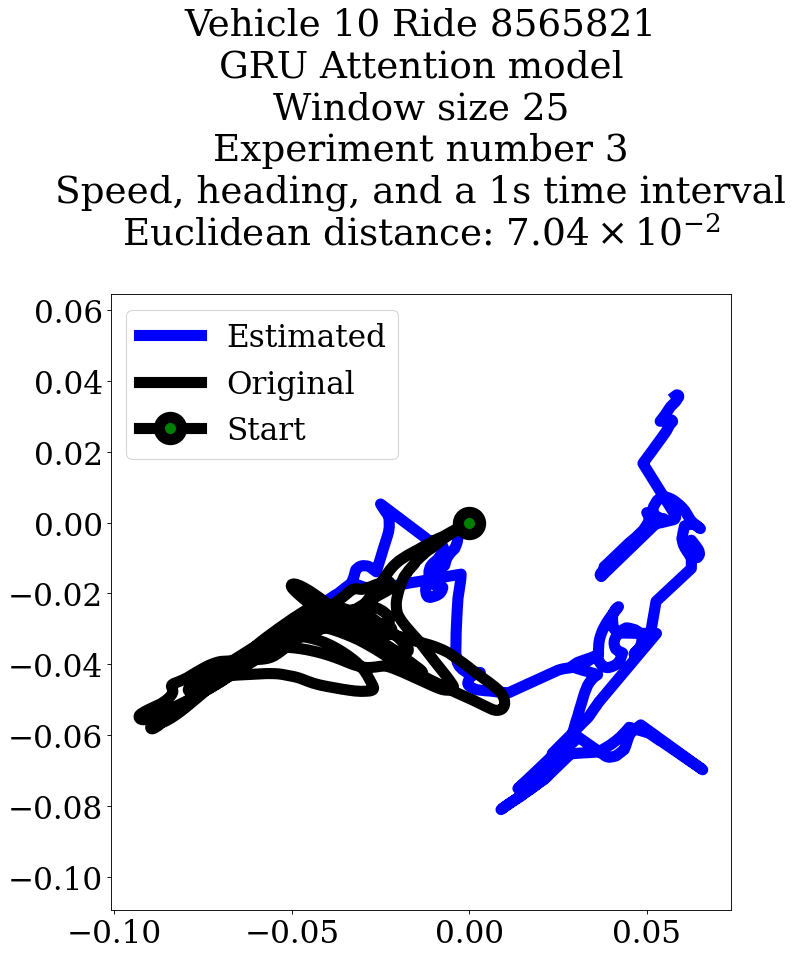 Vehicle 10 Ride 8565821
GRU Attention model
Window size 25
Experiment number 3
Speed, heading, and a 1s time interval
Euclidean distance: 7.04 × 10⁻²
Estimated
Original
Start
0.06
0.04
0.02
0.00
−0.02
−0.04
−0.06
−0.08
−0.10
−0.10 −0.05 0.00 0.05